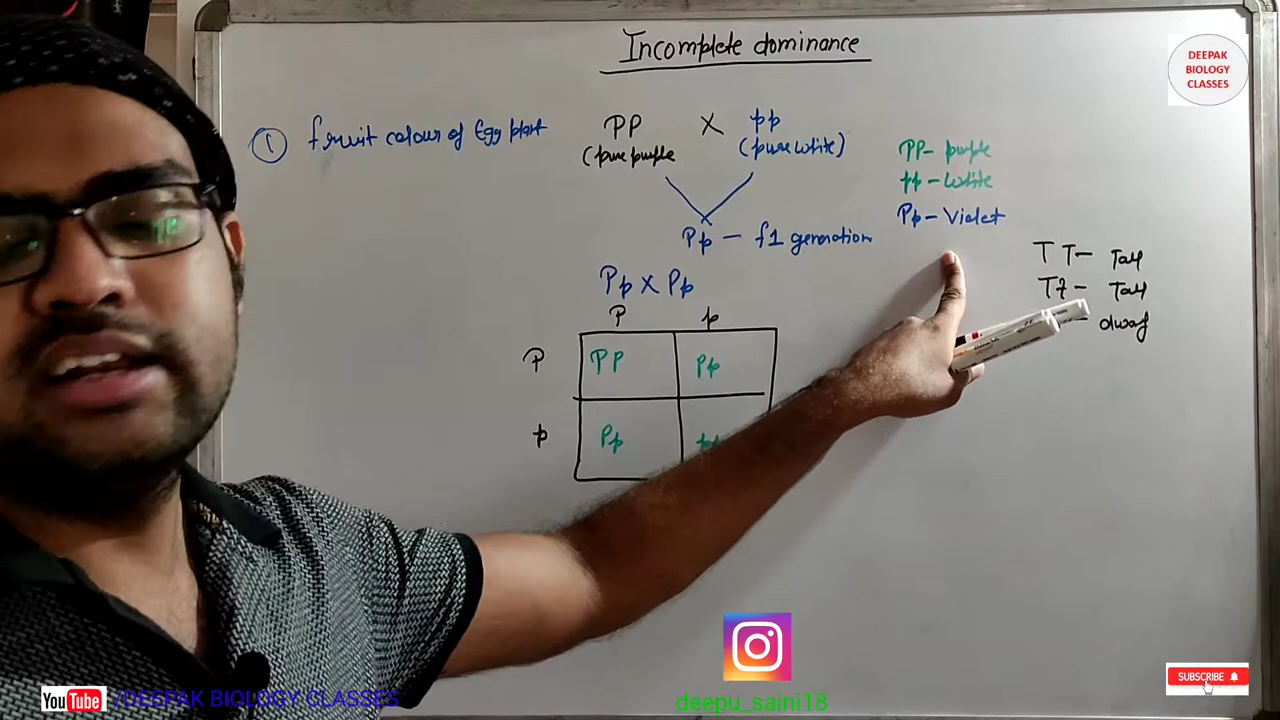 Incomplete dominance
DEEPAK
BIOLOGY
CLASSES
① fruit colour of Egg plant
PP X pp
(pure purple (pure white)
PP - purple
pp - white
Pp - Violet
Pp - f1 generation
TT - Tall
Tt - Tall
dwarf
Pp X Pp
P p
P PP Pp
p Pp
SUBSCRIBE
YouTube /DEEPAK BIOLOGY CLASSES
deepu_saini18